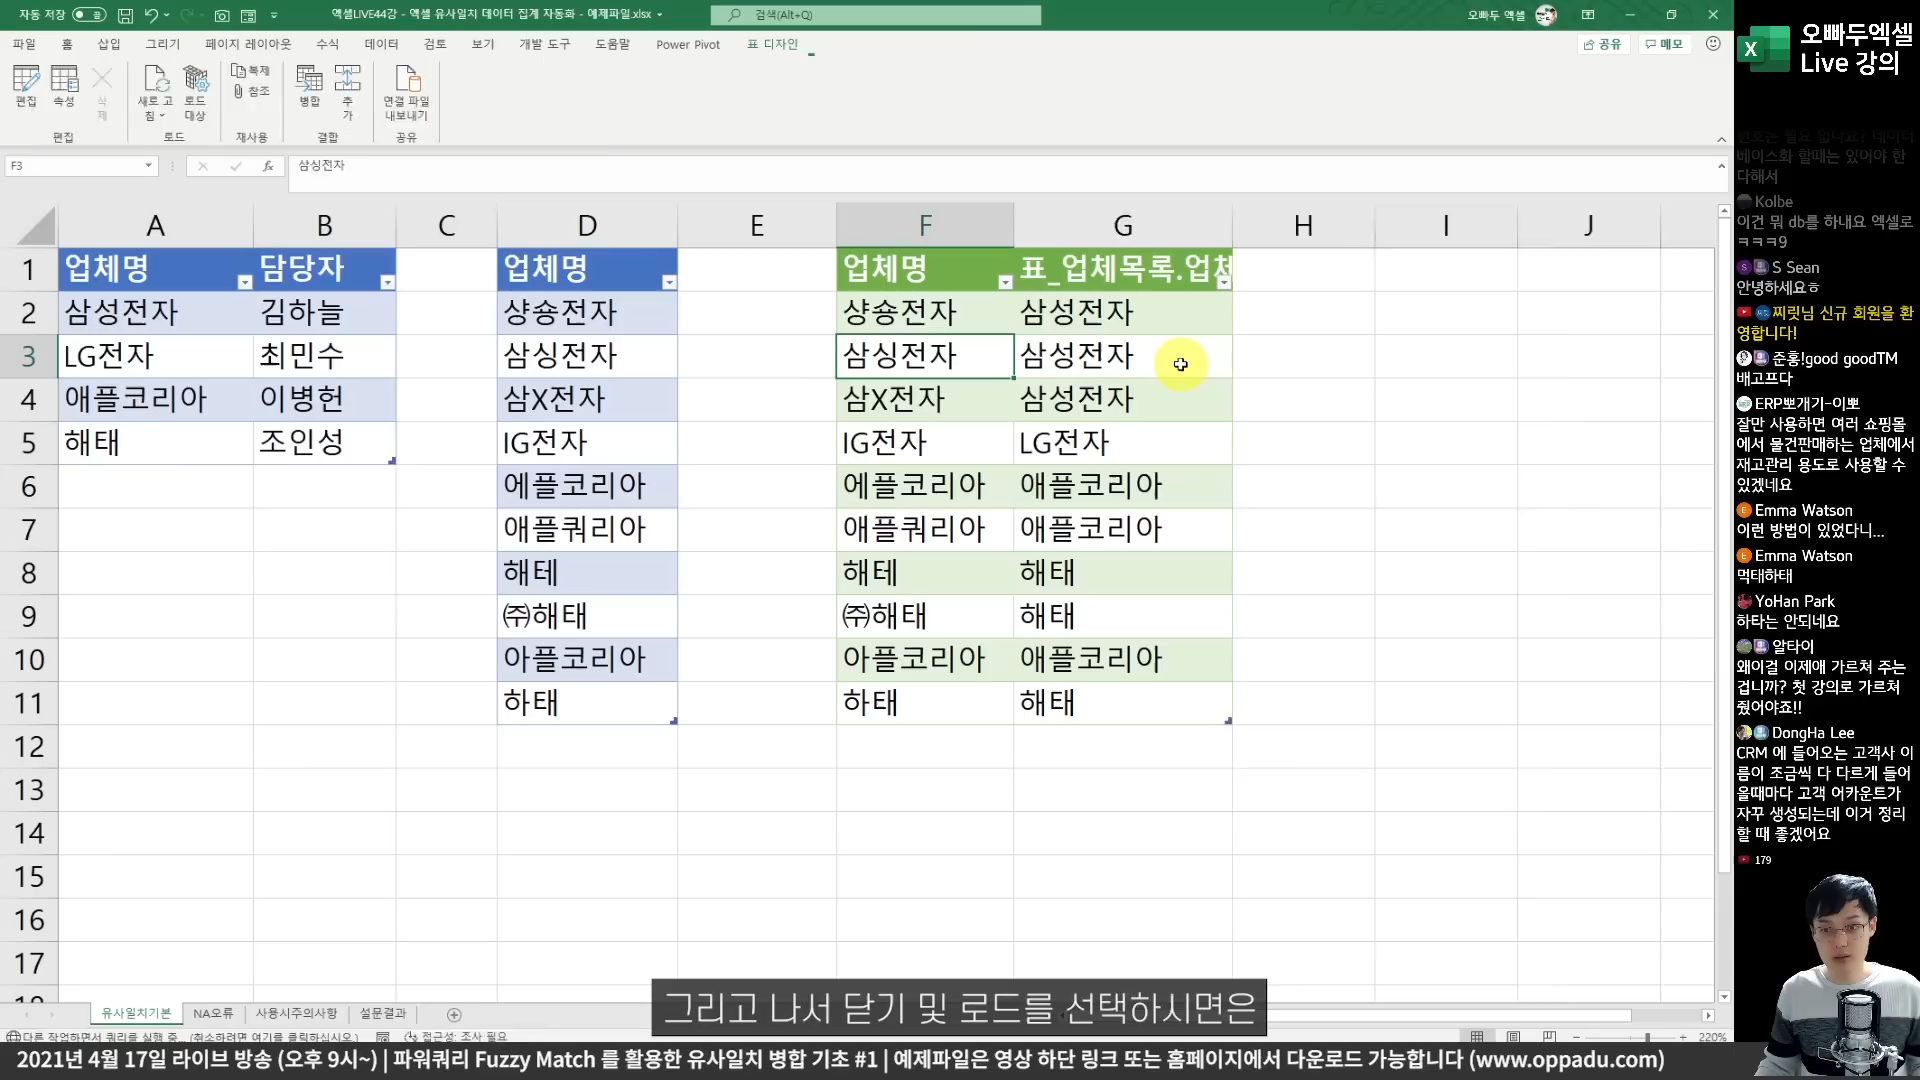 자동 저장
엑셀LIVE44강 - 엑셀 유사일치 데이터 집계 자동화 - 예제파일.xlsx
검색(Alt+Q)
오빠두 엑셀
파일 홈 삽입 그리기 페이지 레이아웃 수식 데이터 검토 보기 개발 도구 도움말 Power Pivot 표 디자인
공유 메모
편집 속성 삭제
새로 고침 로드 대상
복제
참조
병합 추가
연결 파일 내보내기
편집 로드 재사용 결합 공유
F3
fx
삼싱전자
A B C D E F G H I J
1 업체명 담당자 업체명 업체명 표_업체목록.업체
2 삼성전자 김하늘 샹숑전자 샹숑전자 삼성전자
3 LG전자 최민수 삼싱전자 삼싱전자 삼성전자
4 애플코리아 이병헌 삼X전자 삼X전자 삼성전자
5 해태 조인성 IG전자 IG전자 LG전자
6 에플코리아 에플코리아 애플코리아
7 애플쿼리아 애플쿼리아 애플코리아
8 해테 해테 해태
9 ㈜해태 ㈜해태 해태
10 아플코리아 아플코리아 애플코리아
11 하태 하태 해태
12
13
14
15
16
17
유사일치기본 NA오류 사용시주의사항 설문결과
다른 작업하면서 쿼리를 실행 중... (취소하려면 여기를 클릭하십시오.)
접근성: 조사 필요
220%
그리고 나서 닫기 및 로드를 선택하시면은
2021년 4월 17일 라이브 방송 (오후 9시~) | 파워쿼리 Fuzzy Match 를 활용한 유사일치 병합 기초 #1 | 예제파일은 영상 하단 링크 또는 홈페이지에서 다운로드 가능합니다 (www.oppadu.com)
오빠두엑셀
Live 강의
베이스화 할때는 있어야 한
다해서
Kolbe
이건 뭐 db를 하내요 엑셀로
ㅋㅋㅋ9
S Sean
안녕하세요ㅎ
찌릿님 신규 회원을 환
영합니다!
준홍!good goodTM
배고프다
ERP뽀개기-이뽀
잘만 사용하면 여러 쇼핑몰
에서 물건판매하는 업체에서
재고관리 용도로 사용할 수
있겠네요
Emma Watson
이런 방법이 있었다니...
Emma Watson
먹태하태
YoHan Park
하타는 안되네요
알타이
왜이걸 이제애 가르쳐 주는
겁니까? 첫 강의로 가르쳐
줬어야죠!!
DongHa Lee
CRM 에 들어오는 고객사 이
름이 조금씩 다 다르게 들어
올때마다 고객 어카운트가
자꾸 생성되는데 이거 정리
할 때 좋겠어요
179